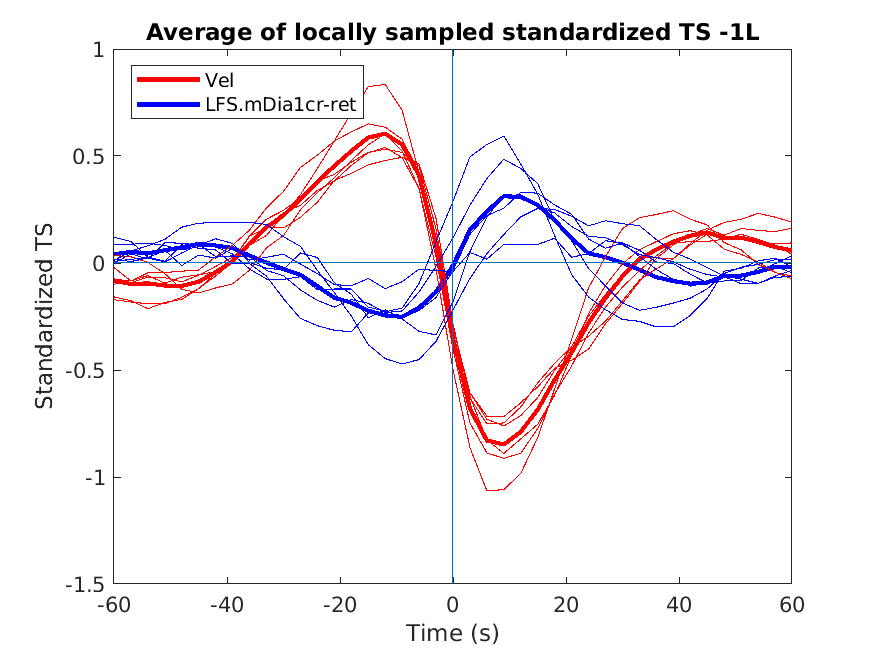 Average of locally sampled standardized TS -1L
Vel
LFS.mDia1cr-ret
Standardized TS
1
0.5
0
-0.5
-1
-1.5
-60
-40
-20
0
20
40
60
Time (s)